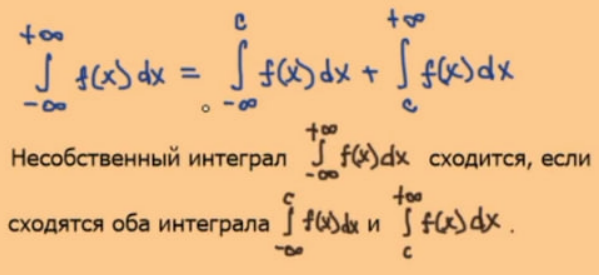 +∞∫-∞ f(x)dx = c∫-∞ f(x)dx + +∞∫c f(x)dx
Несобственный интеграл +∞∫-∞ f(x)dx сходится, если
сходятся оба интеграла c∫-∞ f(x)dx и +∞∫c f(x)dx .